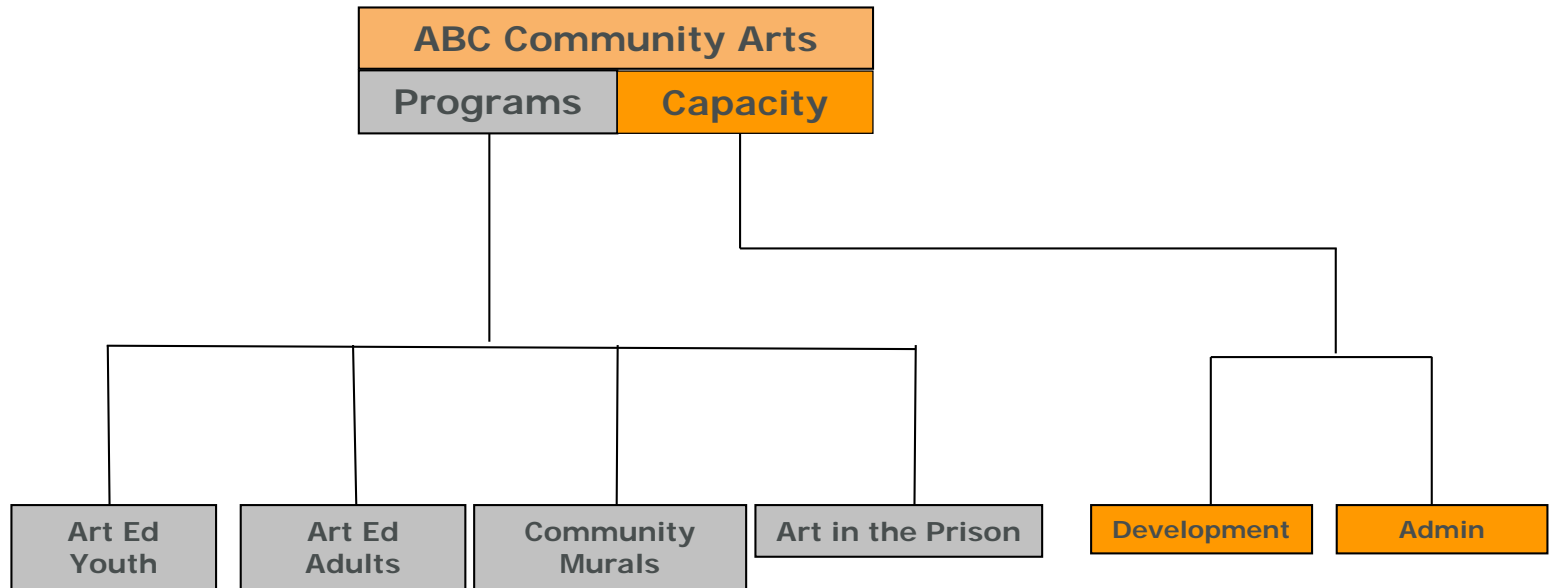 ABC Community Arts
Programs
Capacity
Art Ed
Youth
Art Ed
Adults
Community
Murals
Art in the Prison
Development
Admin